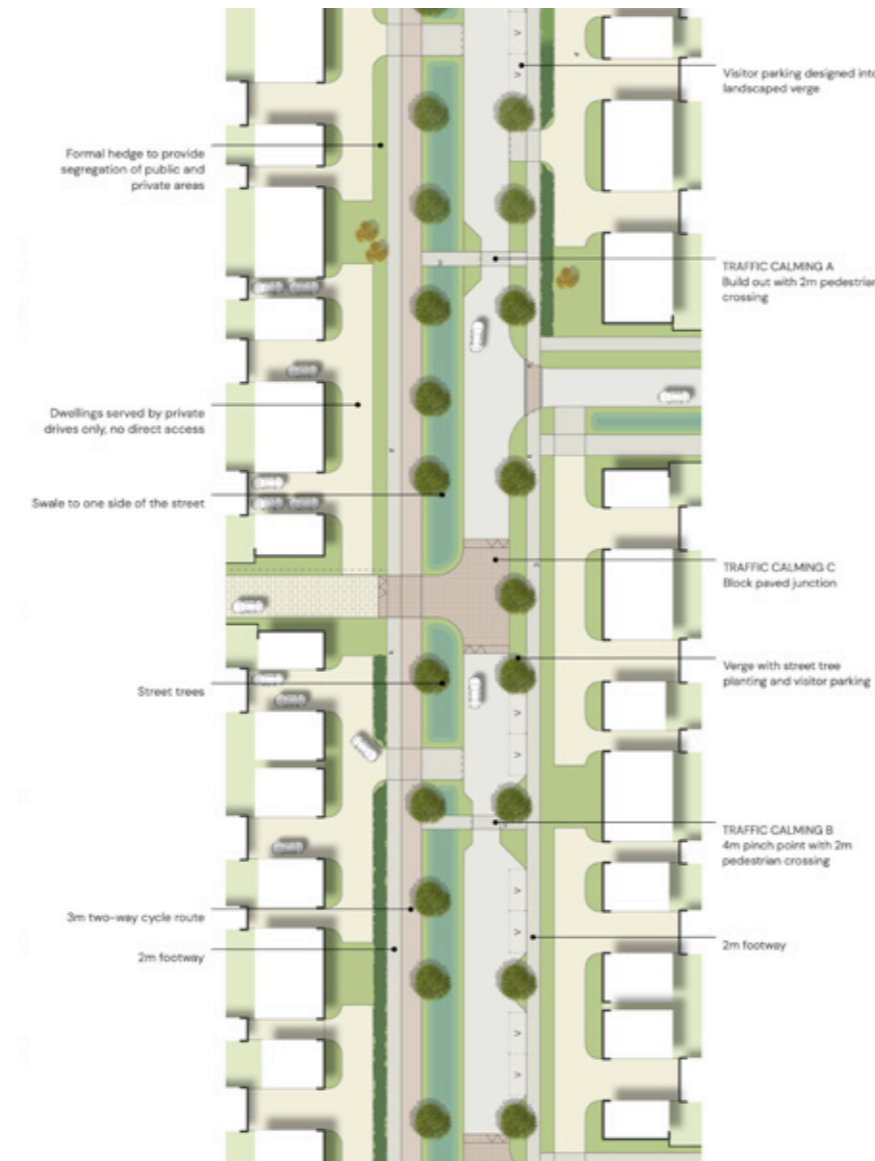 Visitor parking designed into
landscaped verge
Formal hedge to provide
segregation of public and
private areas
TRAFFIC CALMING A
Build out with 2m pedestrian
crossing
Dwellings served by private
drives only, no direct access
Swale to one side of the street
TRAFFIC CALMING C
Block paved junction
Verge with street tree
planting and visitor parking
Street trees
TRAFFIC CALMING B
4m pinch point with 2m
pedestrian crossing
3m two-way cycle route
2m footway
2m footway